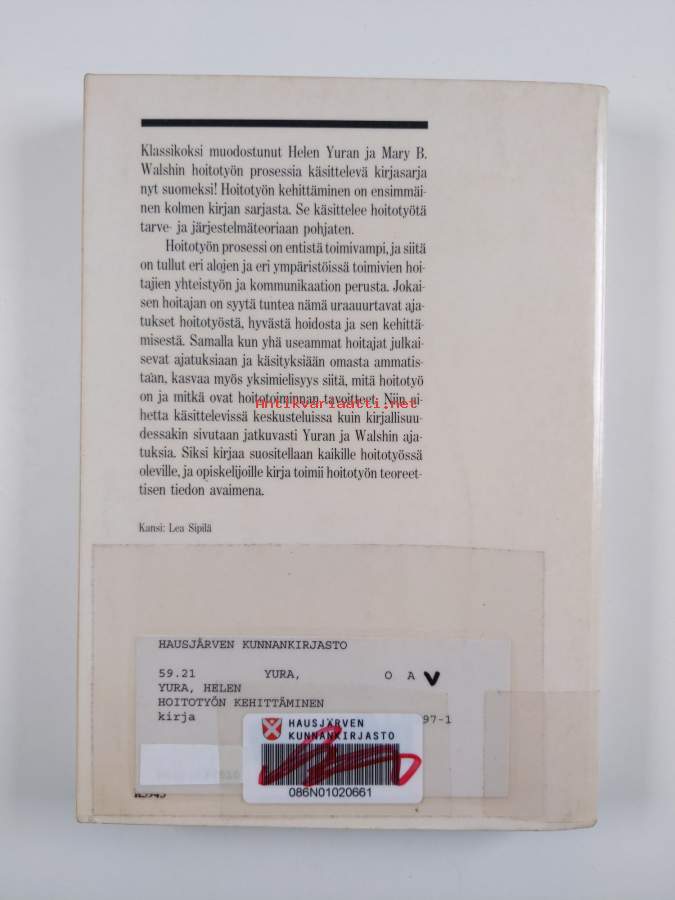 Klassikoksi muodostunut Helen Yuran ja Mary B.
Walshin hoitotyön prosessia käsittelevä kirjasarja
nyt suomeksi! Hoitotyön kehittäminen on ensimmäi-
nen kolmen kirjan sarjasta. Se käsittelee hoitotyötä
tarve- ja järjestelmäteoriaan pohjaten.
Hoitotyön prosessi on entistä toimivampi, ja siitä
on tullut eri alojen ja eri ympäristöissä toimivien hoi-
tajien yhteistyön ja kommunikaation perusta. Jokai-
sen hoitajan on syytä tuntea nämä uraauurtavat aja-
tukset hoitotyöstä, hyvästä hoidosta ja sen kehittä-
misestä. Samalla kun yhä useammat hoitajat julkai-
sevat ajatuksiaan ja käsityksiään omasta ammatis-
taan, kasvaa myös yksimielisyys siitä, mitä hoitotyö
on ja mitkä ovat hoitotoiminnan tavoitteet. Niin ai-
Antikvariaatti.net
hetta käsittelevissä keskusteluissa kuin kirjallisuu-
dessakin sivutaan jatkuvasti Yuran ja Walshin aja-
tuksia. Siksi kirjaa suositellaan kaikille hoitotyössä
oleville, ja opiskelijoille kirja toimii hoitotyön teoreet-
tisen tiedon avaimena.
Kansi: Lea Sipilä
HAUSJÄRVEN KUNNANKIRJASTO
59.21 YURA, O A V
YURA, HELEN
HOITOTYÖN KEHITTÄMINEN
kirja 97-1
HAUSJÄRVEN
KUNNANKIRJASTO
086N01020661